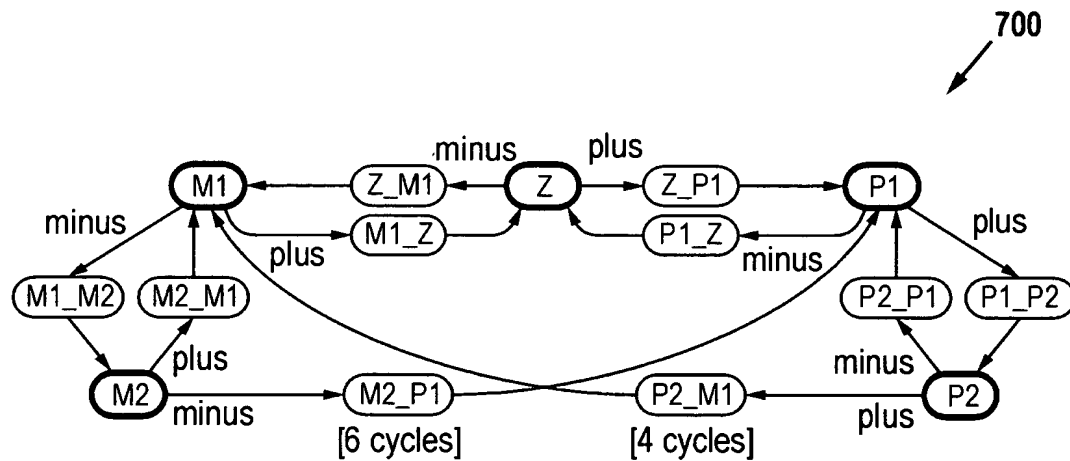 700
minus plus
M1 Z_M1 Z Z_P1 P1
minus plus M1_Z P1_Z minus plus
M1_M2 M2_M1 P2_P1 P1_P2
plus minus
M2 minus M2_P1 P2_M1 plus P2
[6 cycles] [4 cycles]